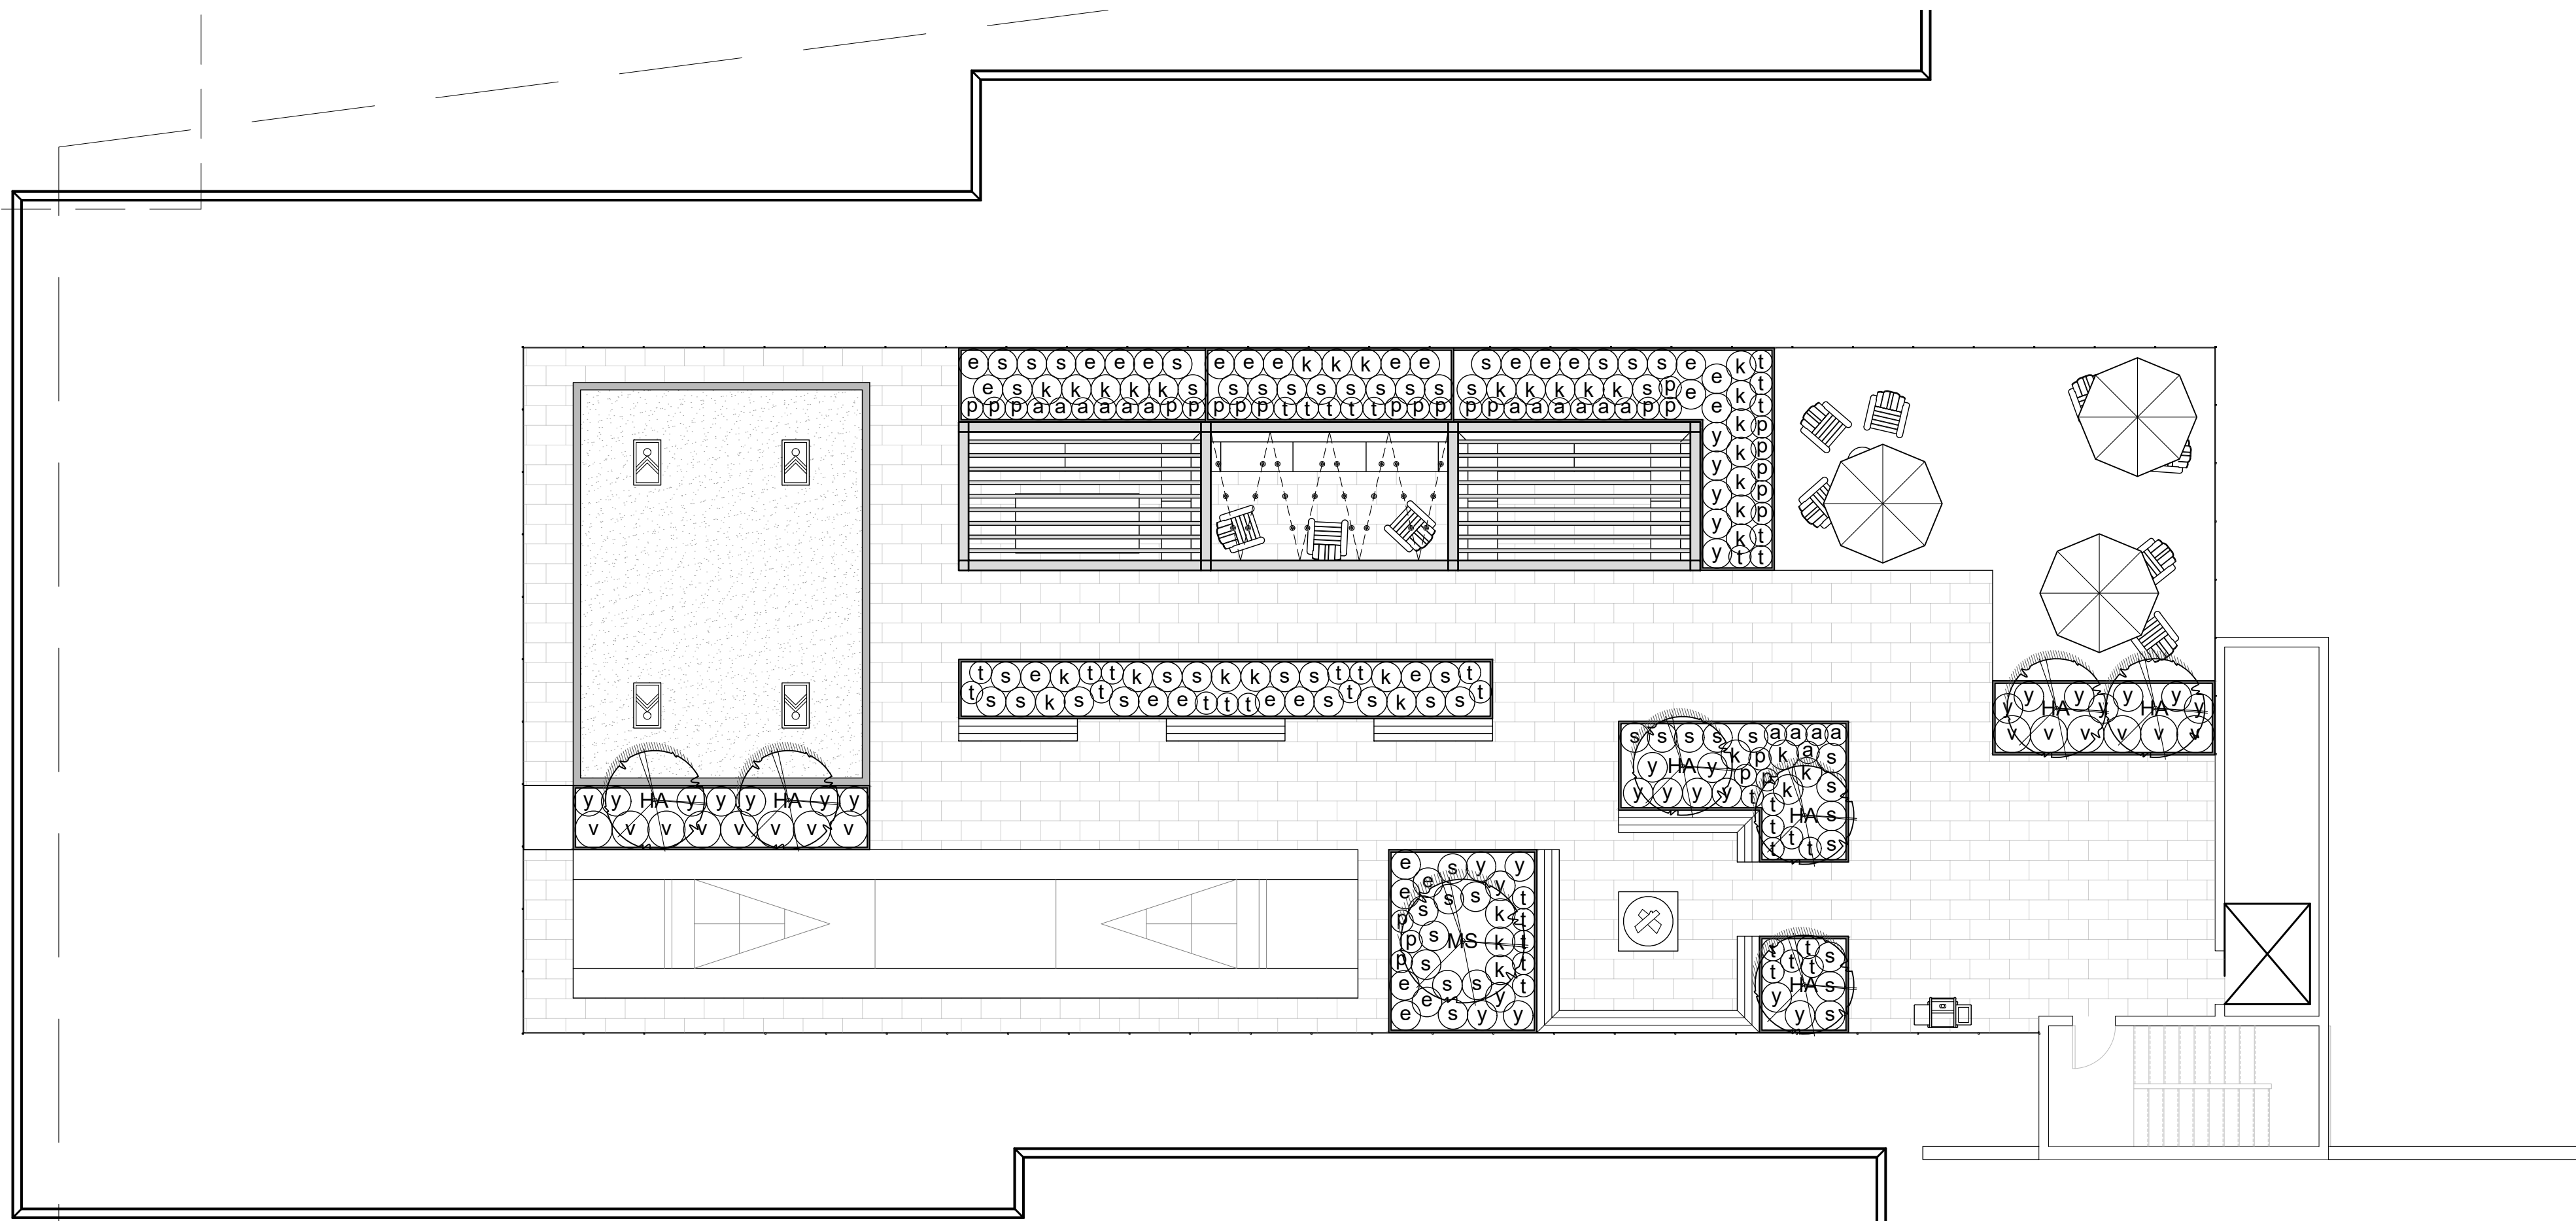 e s s s e e e s
e s k k k k k s
p p p a a a a a a p p
e e e k k k e e
s s s s s s s s
p p p t t t t t p p p
s e e e s s s e
s k k k k k s p e
p p a a a a a a p p
e e y y y y y
k k k k k k k t
t t t p p p p p t t
t s e k t t k s s k k s s t t k e s t
t s s k s t s e e t t t e e s t s k s s t
y y y y y y
HA HA
v v v v v v
y y HA y y y HA y y
v v v v v v v v
s s s s s a a a a
y HA y k p k a s
y y y y t p p k k s
t HA s
t t
t t s
e s y y
e e s s s y t
p s k t
p s MS k t
p s k t
e e s s y t
e s y y
t t t t t s
t HA s
y y s